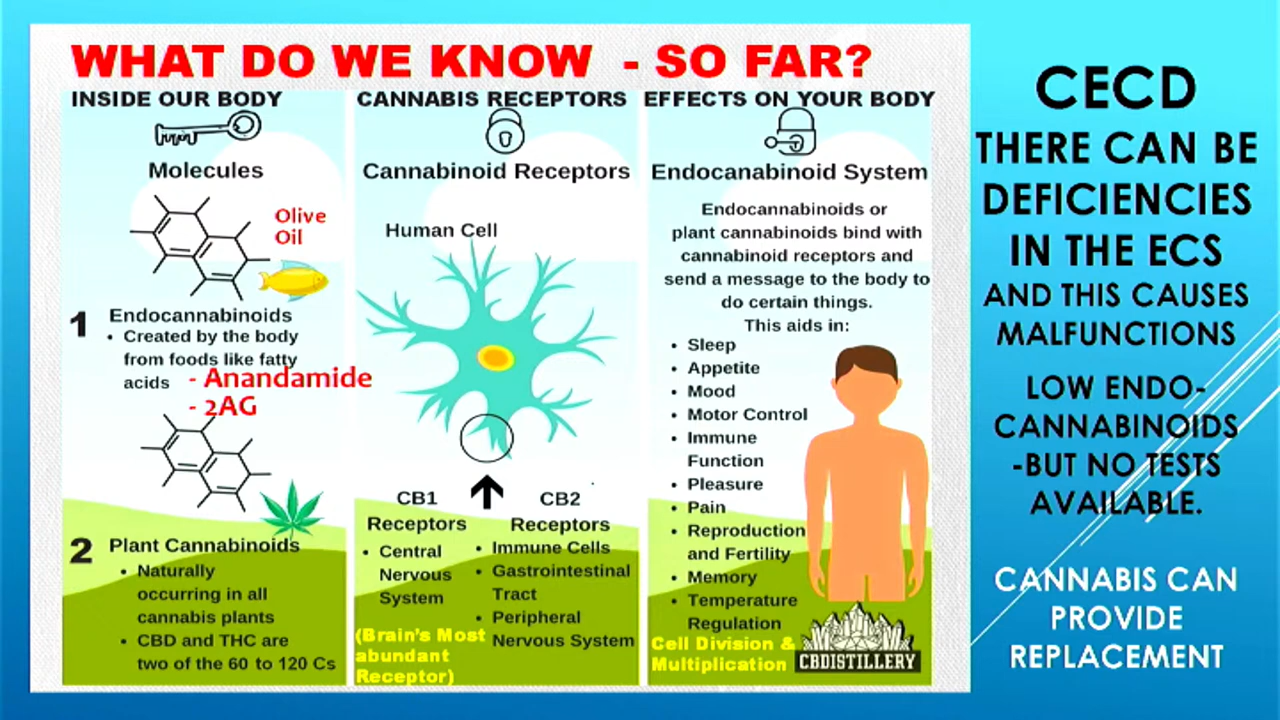 WHAT DO WE KNOW - SO FAR?
INSIDE OUR BODY
Molecules
Olive
Oil
1
Endocannabinoids
• Created by the body
from foods like fatty
acids
- Anandamide
- 2AG
2
Plant Cannabinoids
• Naturally
occurring in all
cannabis plants
• CBD and THC are
two of the 60 to 120 Cs
CANNABIS RECEPTORS
Cannabinoid Receptors
Human Cell
CB1
Receptors
• Central
Nervous
System
(Brain's Most
abundant
Receptor)
CB2
Receptors
• Immune Cells
• Gastrointestinal
Tract
• Peripheral
Nervous System
EFFECTS ON YOUR BODY
Endocanabinoid System
Endocannabinoids or
plant cannabinoids bind with
cannabinoid receptors and
send a message to the body to
do certain things.
This aids in:
• Sleep
• Appetite
• Mood
• Motor Control
• Immune
Function
• Pleasure
• Pain
• Reproduction
and Fertility
• Memory
• Temperature
Regulation
Cell Division &
Multiplication
CBDISTILLERY
CECD
THERE CAN BE
DEFICIENCIES
IN THE ECS
AND THIS CAUSES
MALFUNCTIONS
LOW ENDO-
CANNABINOIDS
-BUT NO TESTS
AVAILABLE.
CANNABIS CAN
PROVIDE
REPLACEMENT